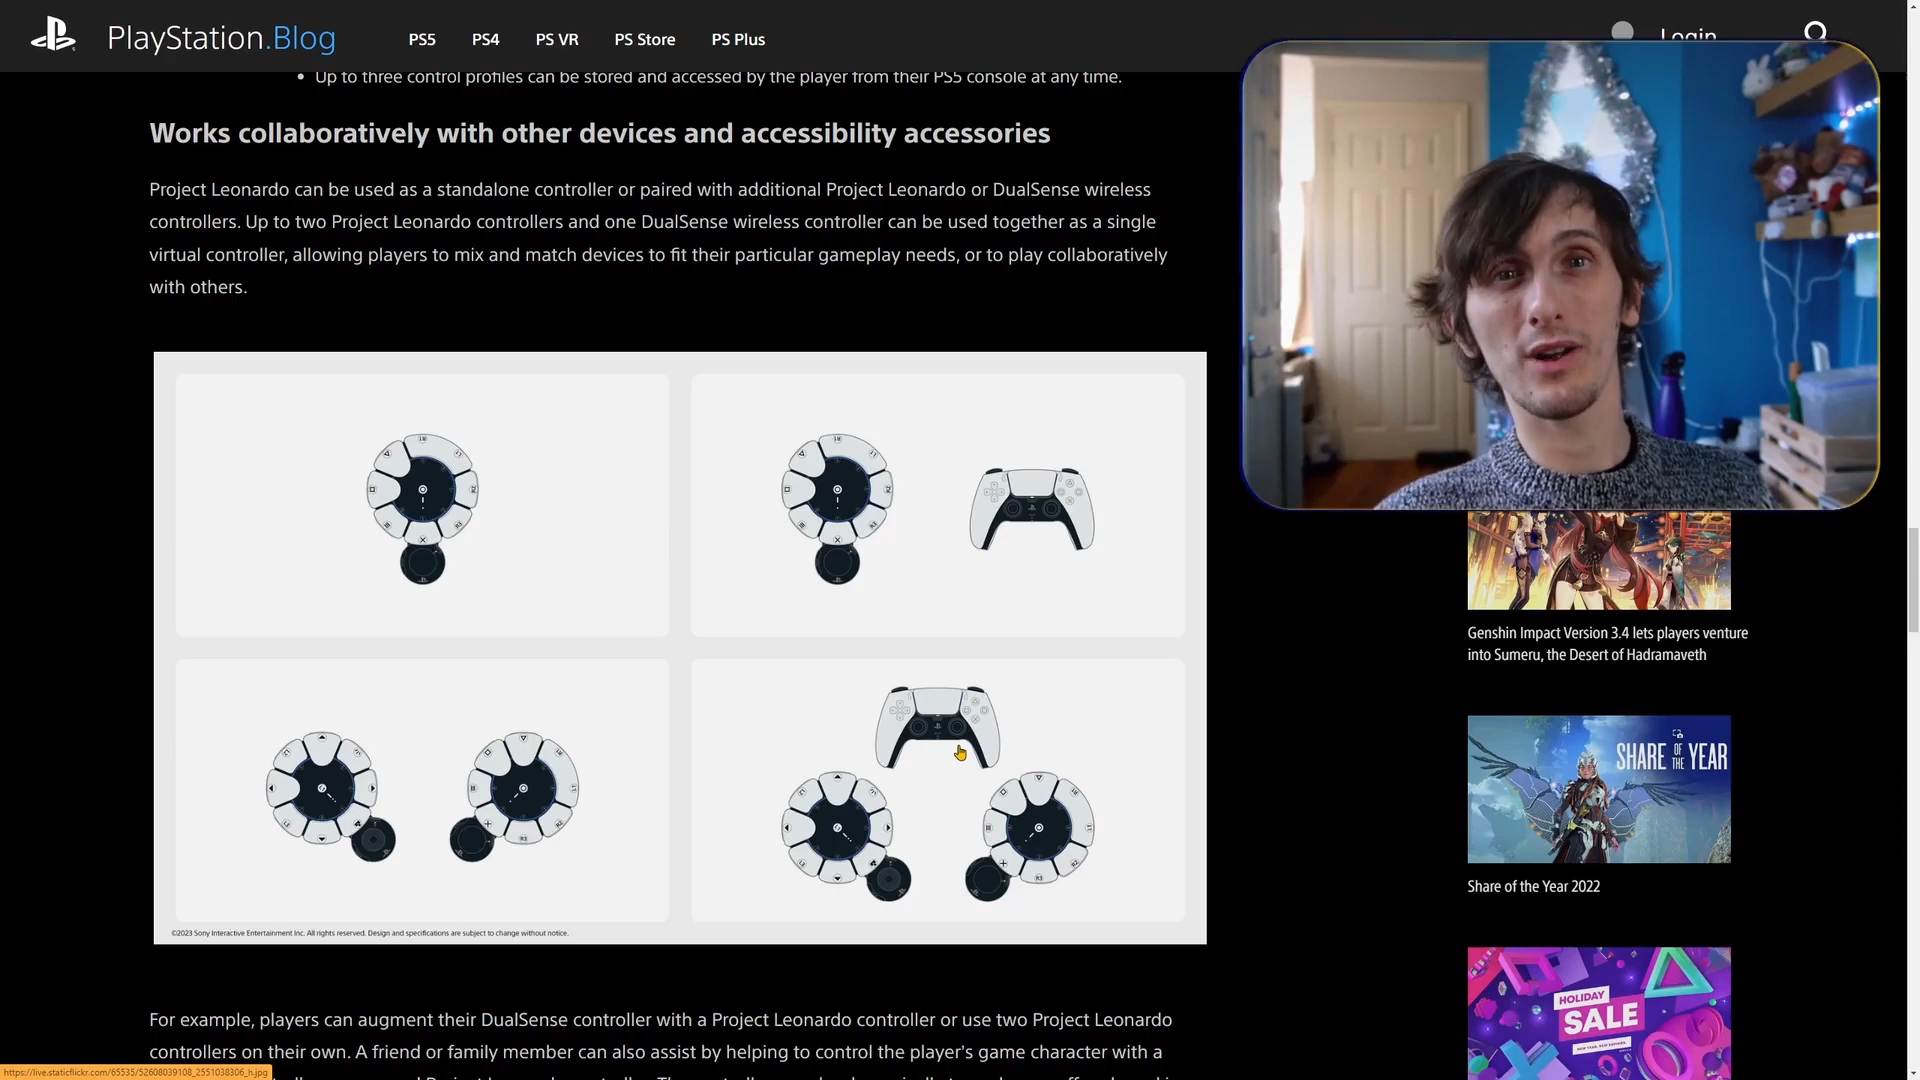 PlayStation.Blog
PS5
PS4
PS VR
PS Store
PS Plus
Login
Up to three control profiles can be stored and accessed by the player from their PS5 console at any time.
Works collaboratively with other devices and accessibility accessories
Project Leonardo can be used as a standalone controller or paired with additional Project Leonardo or DualSense wireless
controllers. Up to two Project Leonardo controllers and one DualSense wireless controller can be used together as a single
virtual controller, allowing players to mix and match devices to fit their particular gameplay needs, or to play collaboratively
with others.
©2023 Sony Interactive Entertainment Inc. All rights reserved. Design and specifications are subject to change without notice.
Genshin Impact Version 3.4 lets players venture
into Sumeru, the Desert of Hadramaveth
SHARE OF THE YEAR
Share of the Year 2022
HOLIDAY
SALE
For example, players can augment their DualSense controller with a Project Leonardo controller or use two Project Leonardo
controllers on their own. A friend or family member can also assist by helping to control the player's game character with a
https://live.staticflickr.com/65535/52608039108_2551038306_h.jpg